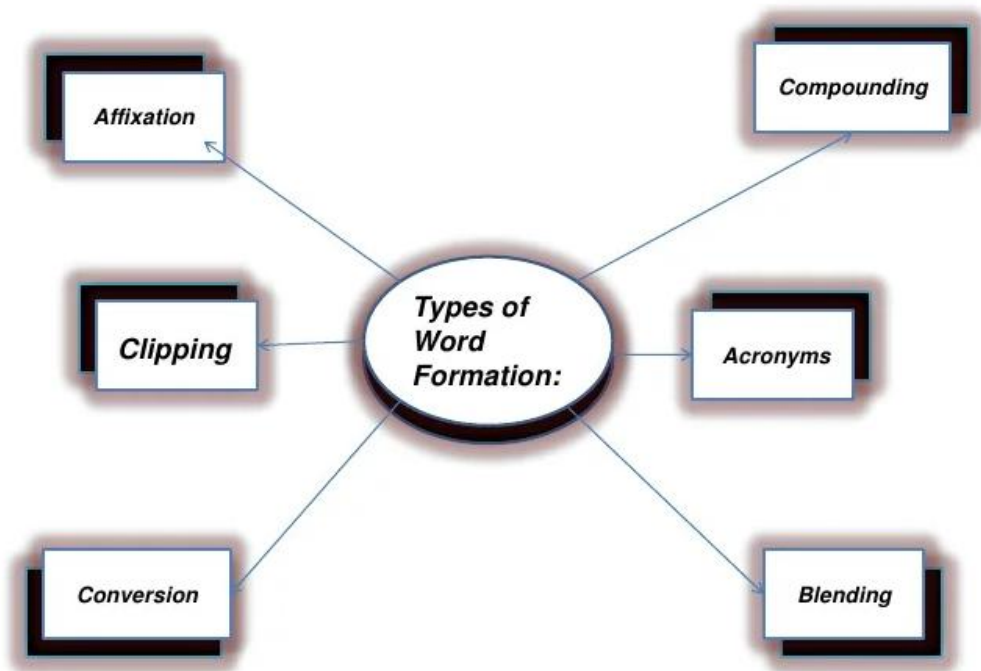 Affixation
Compounding
Types of
Word
Formation:
Clipping
Acronyms
Conversion
Blending